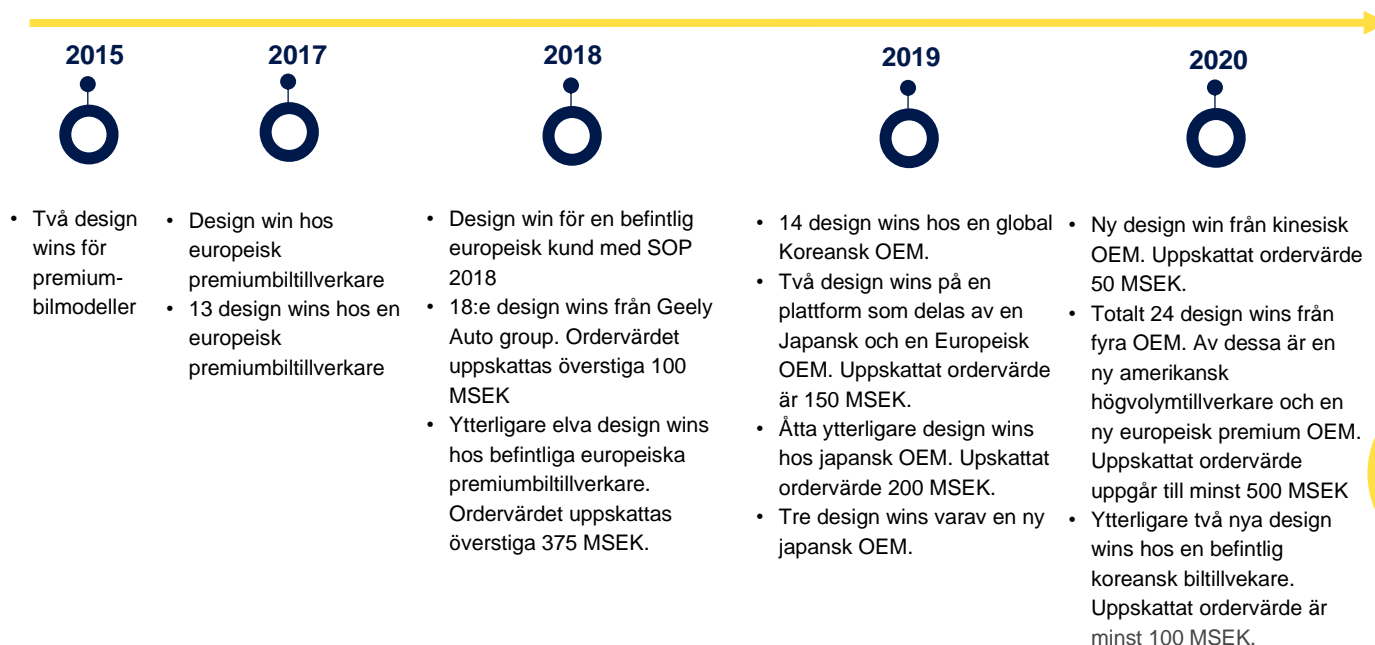 2015
2017
2018
2019
2020
• Två design
wins för
premium-
bilmodeller
• Design win hos
europeisk
premiumbiltillverkare
• 13 design wins hos en
europeisk
premiumbiltillverkare
• Design win för en befintlig
europeisk kund med SOP
2018
• 18:e design wins från Geely
Auto group. Ordervärdet
uppskattas överstiga 100
MSEK
• Ytterligare elva design wins
hos befintliga europeiska
premiumbiltillverkare.
Ordervärdet uppskattas
överstiga 375 MSEK.
• 14 design wins hos en global
Koreansk OEM.
• Två design wins på en
plattform som delas av en
Japansk och en Europeisk
OEM. Uppskattat ordervärde
är 150 MSEK.
• Åtta ytterligare design wins
hos japansk OEM. Upskattat
ordervärde 200 MSEK.
• Tre design wins varav en ny
japansk OEM.
• Ny design win från kinesisk
OEM. Uppskattat ordervärde
50 MSEK.
• Totalt 24 design wins från
fyra OEM. Av dessa är en
ny amerikansk
högvolymtillverkare och en
ny europeisk premium OEM.
Uppskattat ordervärde
uppgår till minst 500 MSEK
• Ytterligare två nya design
wins hos en befintlig
koreansk biltillvekare.
Uppskattat ordervärde är
minst 100 MSEK.